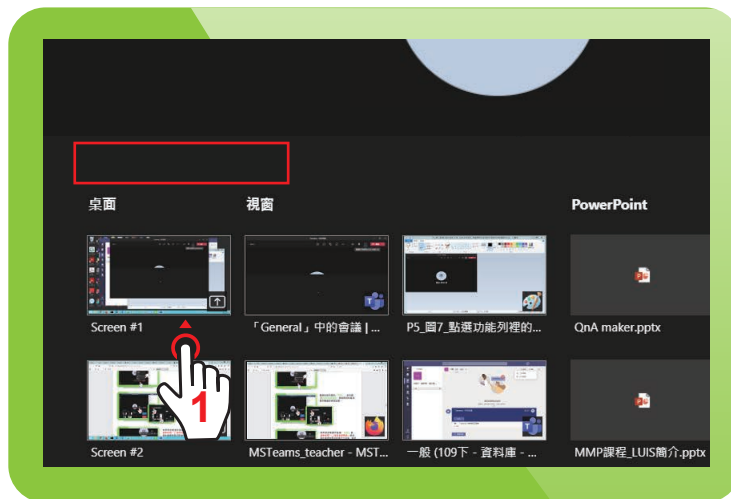 桌面
視窗
PowerPoint
Screen #1
「General」中的會議 | ...
P5_圖7_點選功能列裡的...
QnA maker.pptx
1
Screen #2
MSTeams_teacher - MST...
一般 (109下 - 資料庫 - ...
MMP課程_LUIS簡介.pptx